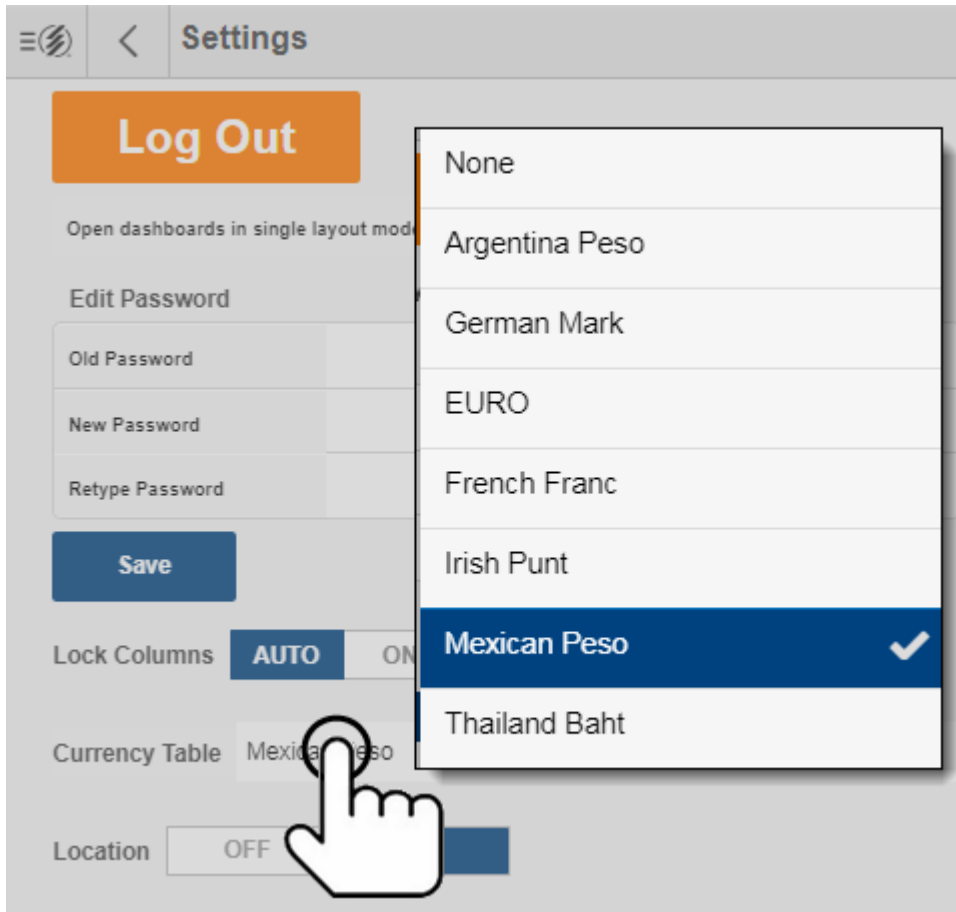 Settings
Log Out
Open dashboards in single layout
Edit Password
Old Password
New Password
Retype Password
Save
Lock Columns AUTO ON
Currency Table Mexican Peso
Location OFF
None
Argentina Peso
German Mark
EURO
French Franc
Irish Punt
Mexican Peso
Thailand Baht